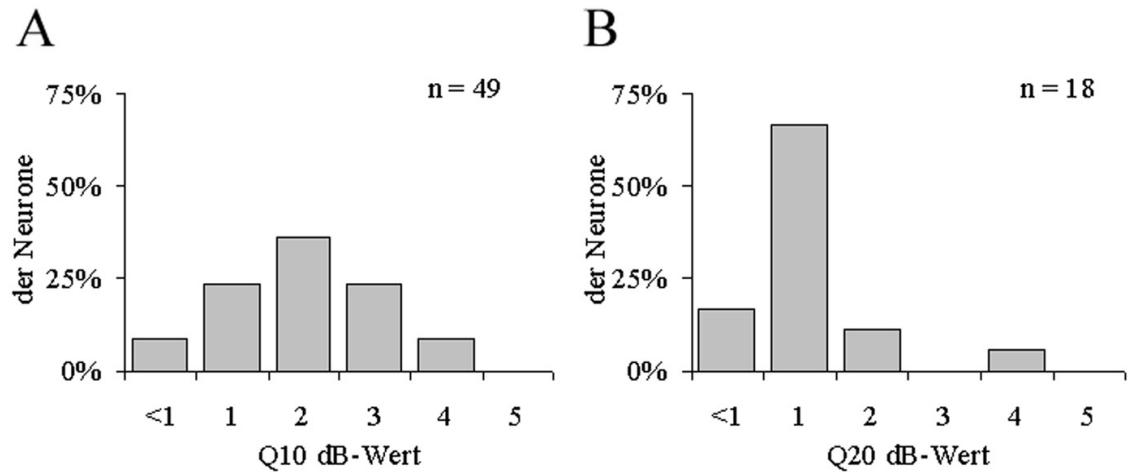 A
n = 49
75%
50%
25%
0%
der Neurone
<1 1 2 3 4 5
Q10 dB-Wert
B
n = 18
75%
50%
25%
0%
der Neurone
<1 1 2 3 4 5
Q20 dB-Wert